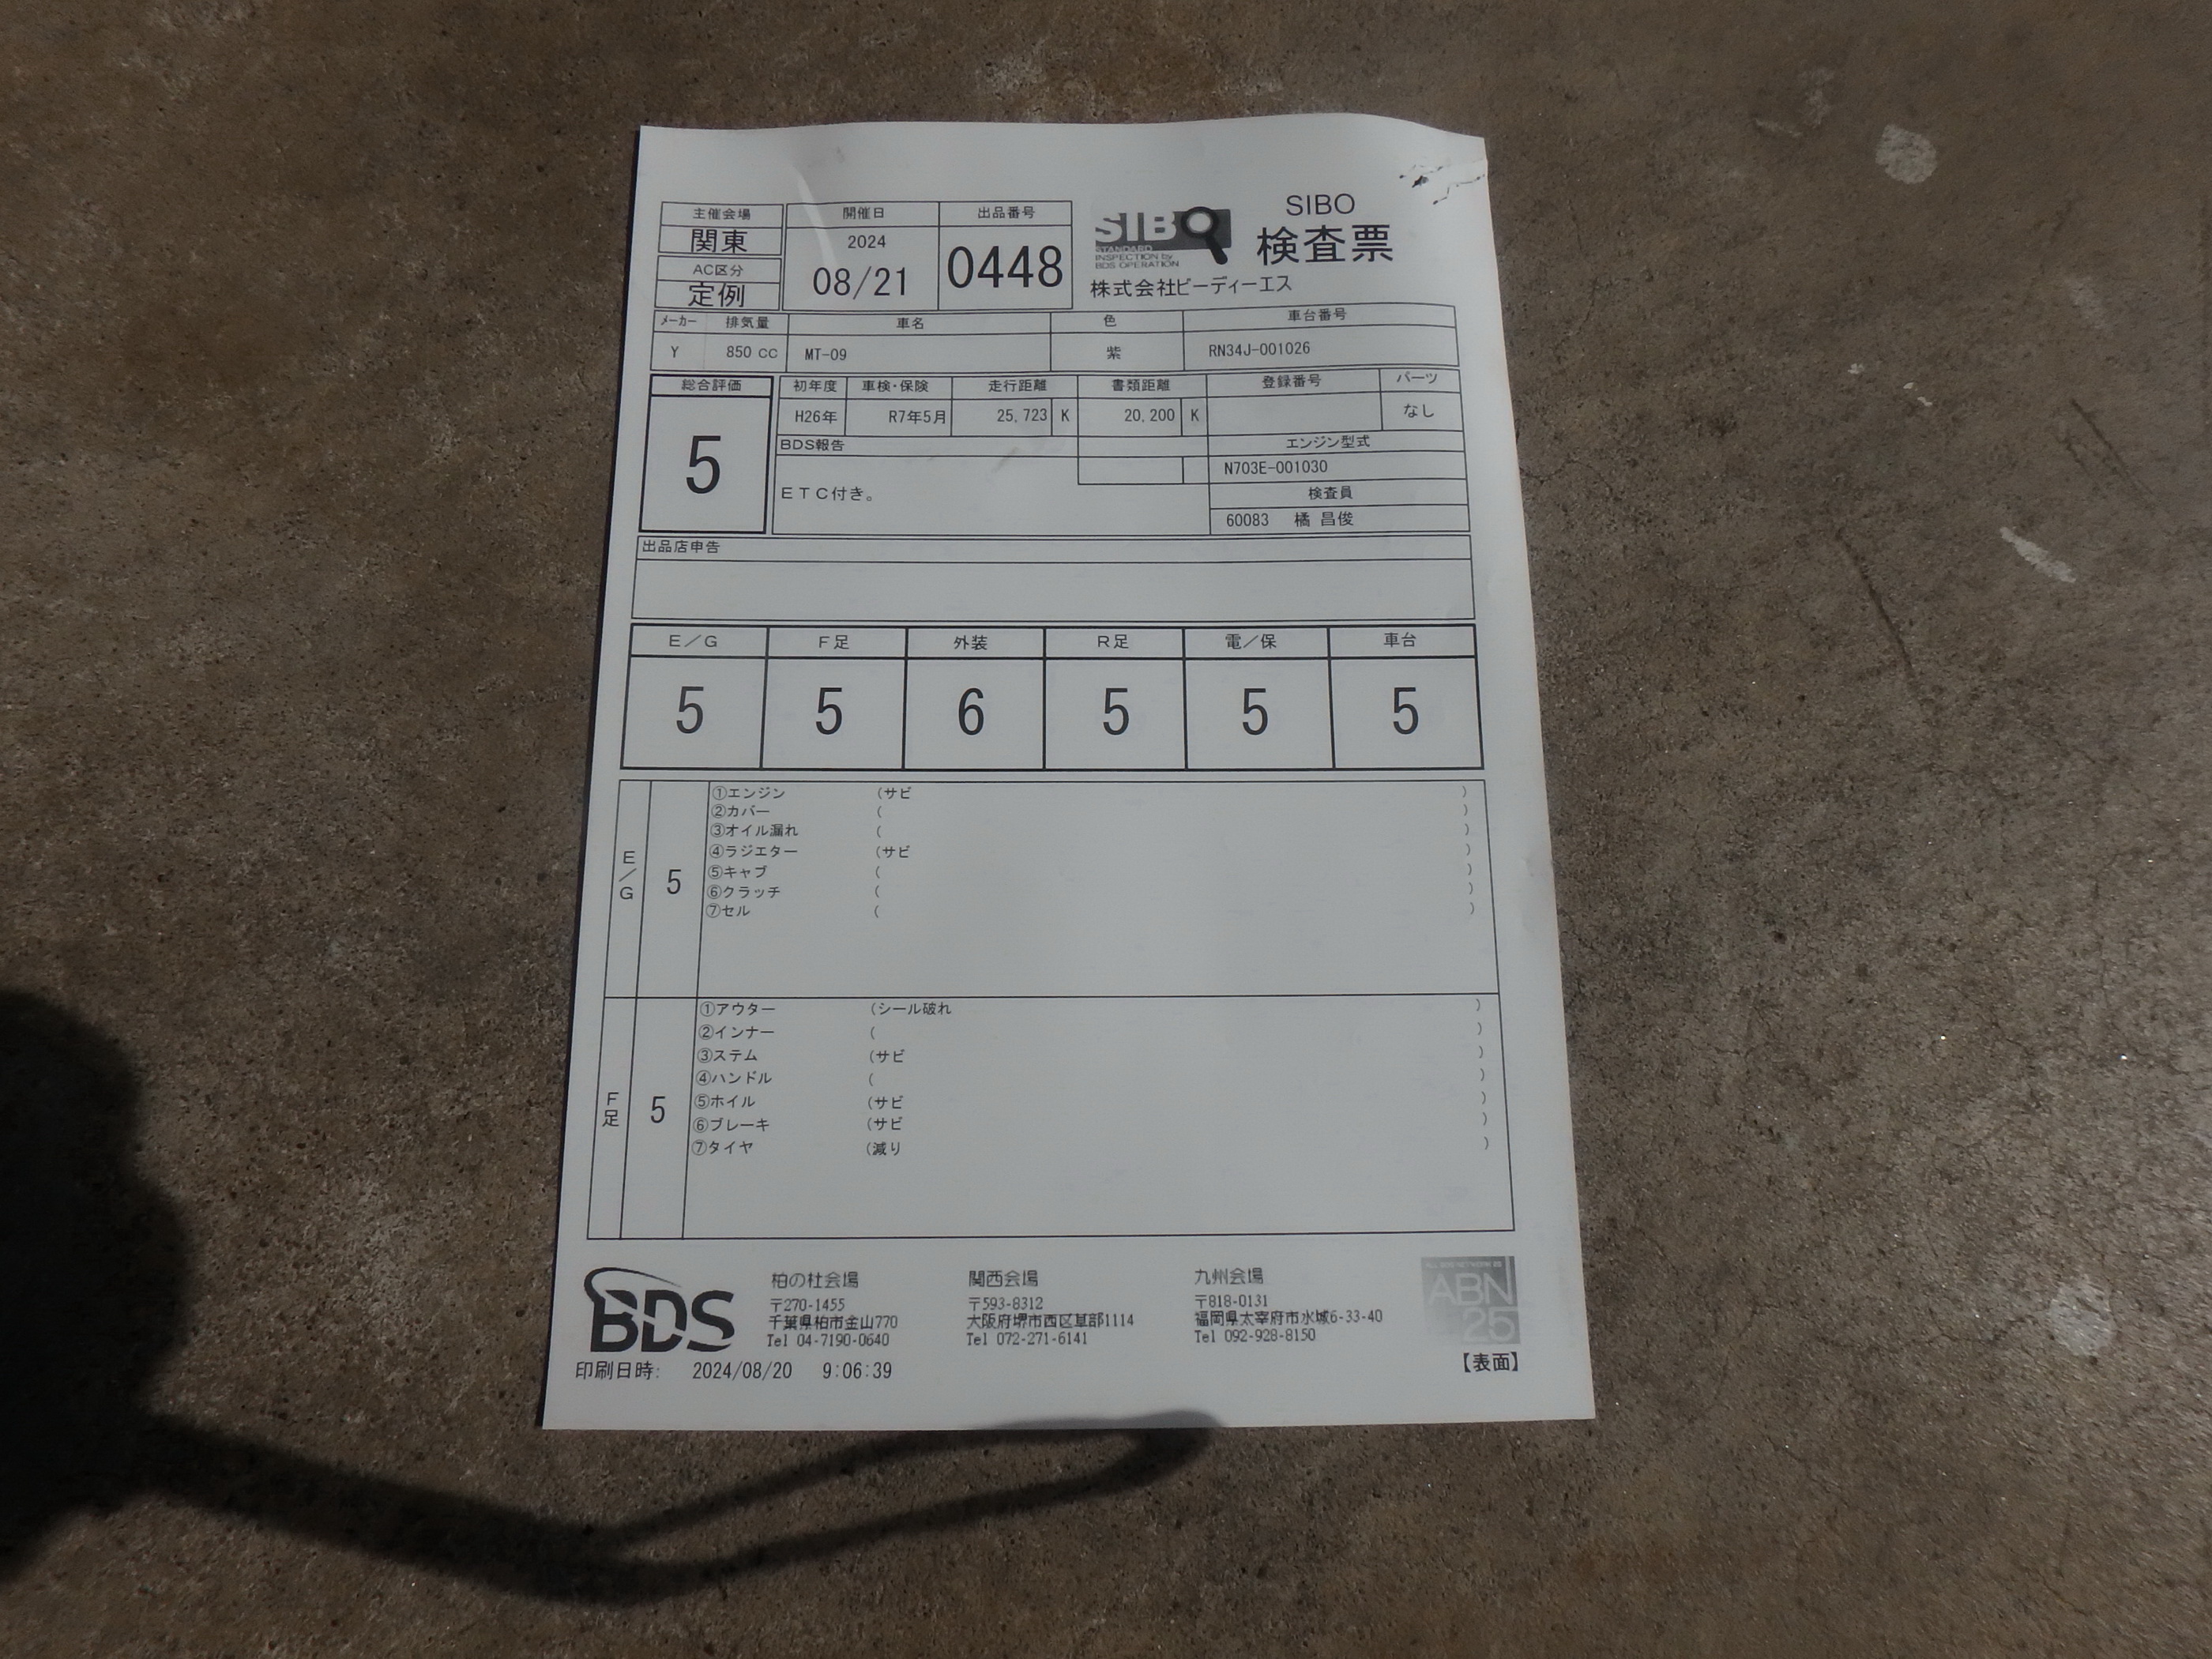 主催会場 開催日 出品番号
関東 2024
AC区分 08/21 0448
定例
SIBO
STANDARD
INSPECTION by
BDS OPERATION
SIBO
検査票
株式会社ビーディーエス
メーカー 排気量 車名 色 車台番号
Y 850 CC MT-09 紫 RN34J-001026
総合評価 初年度 車検・保険 走行距離 書類距離 登録番号 パーツ
5 H26年 R7年5月 25,723 K 20,200 K なし
BDS報告 エンジン型式
N703E-001030
ETC付き。 検査員
60083 橘 昌俊
出品店申告
E/G F足 外装 R足 電/保 車台
5 5 6 5 5 5
E/G 5
①エンジン (サビ )
②カバー ( )
③オイル漏れ ( )
④ラジエター (サビ )
⑤キャブ ( )
⑥クラッチ ( )
⑦セル ( )
F足 5
①アウター (シール破れ )
②インナー ( )
③ステム (サビ )
④ハンドル ( )
⑤ホイル (サビ )
⑥ブレーキ (サビ )
⑦タイヤ (減り )
BDS
柏の杜会場
〒270-1455
千葉県柏市金山770
Tel 04-7190-0640
関西会場
〒593-8312
大阪府堺市西区草部1114
Tel 072-271-6141
九州会場
〒818-0131
福岡県太宰府市水城6-33-40
Tel 092-928-8150
ABN
25
印刷日時: 2024/08/20 9:06:39
【表面】